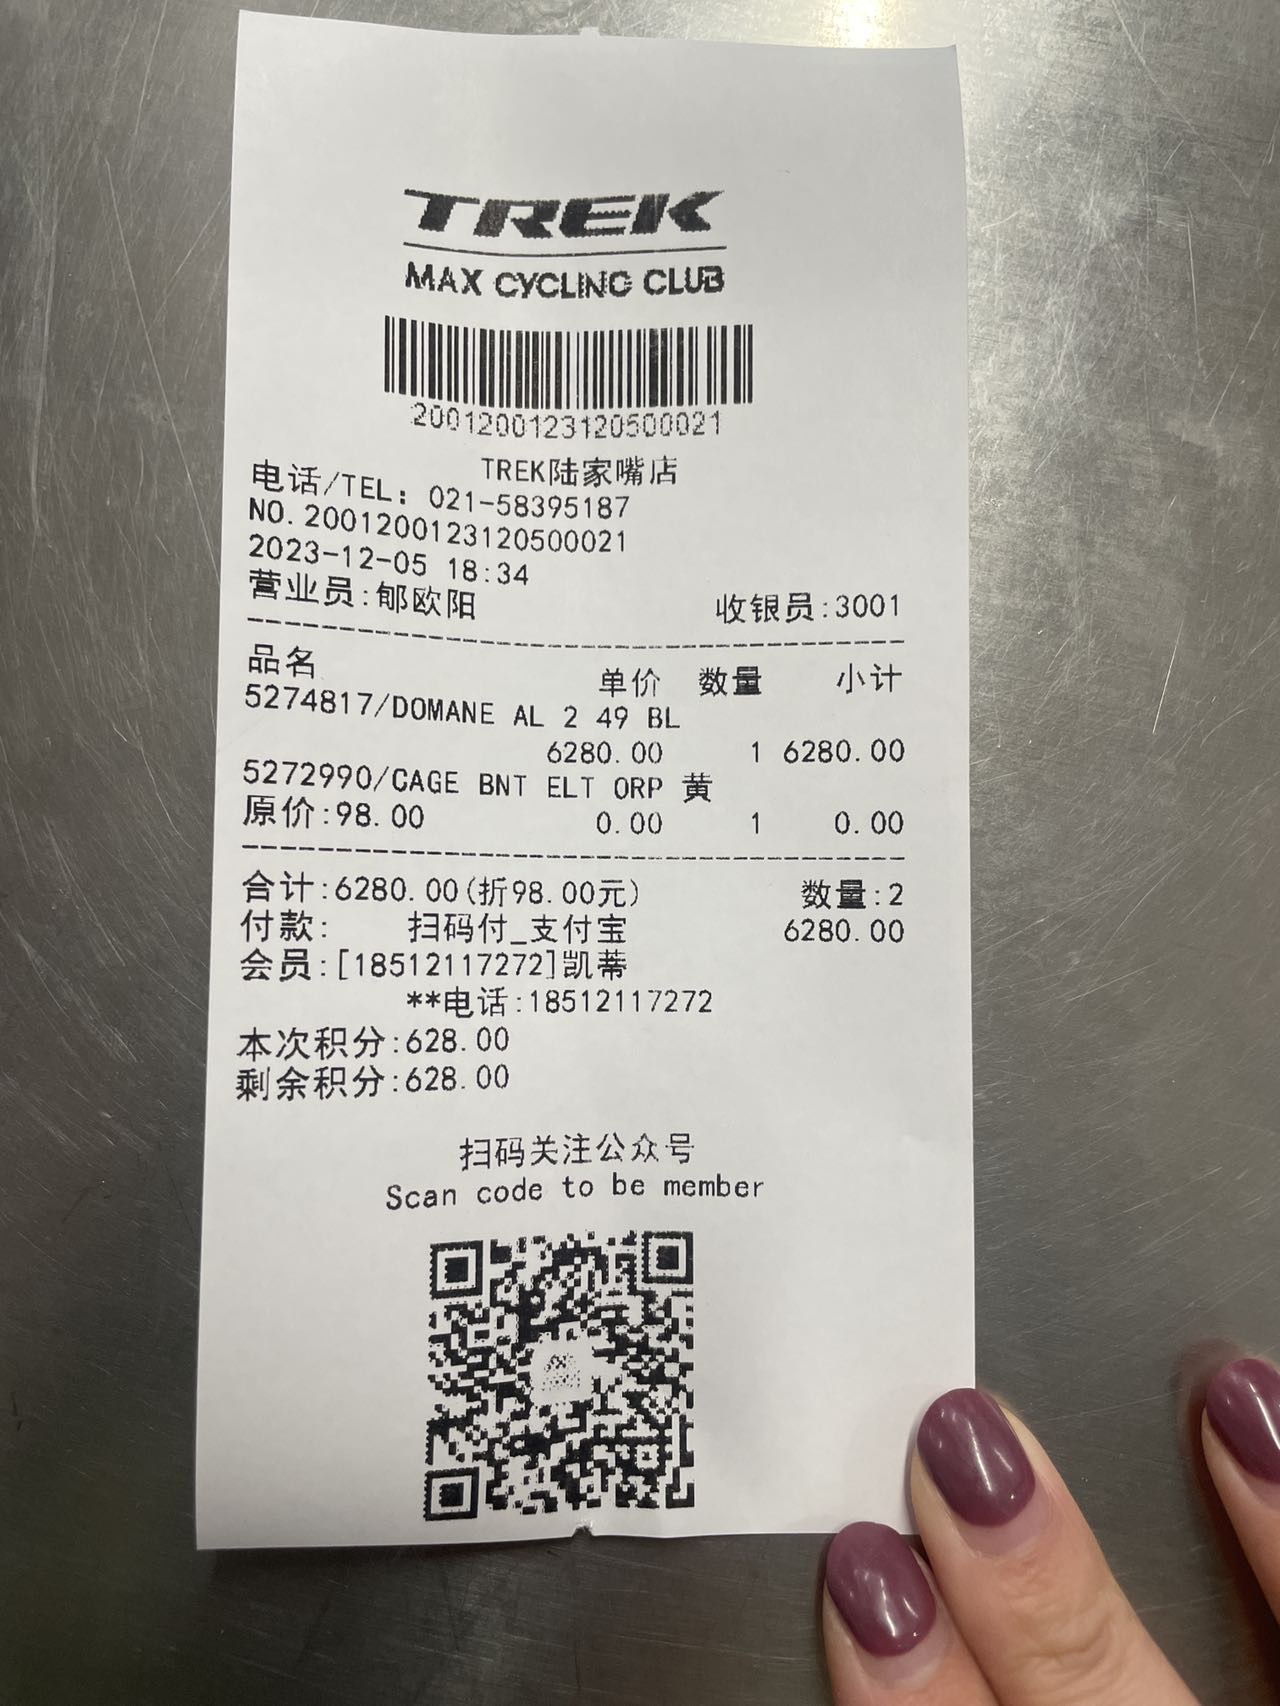 TREK
MAX CYCLING CLUB
2001200123120500021
TREK陆家嘴店
电话/TEL: 021-58395187
NO.2001200123120500021
2023-12-05 18:34
营业员:郇欧阳 收银员:3001
品名 单价 数量 小计
5274817/DOMANE AL 2 49 BL
6280.00 1 6280.00
5272990/CAGE BNT ELT ORP 黄
原价:98.00 0.00 1 0.00
合计:6280.00(折98.00元) 数量:2
付款: 扫码付_支付宝 6280.00
会员:[18512117272]凯蒂
**电话:18512117272
本次积分:628.00
剩余积分:628.00
扫码关注公众号
Scan code to be member